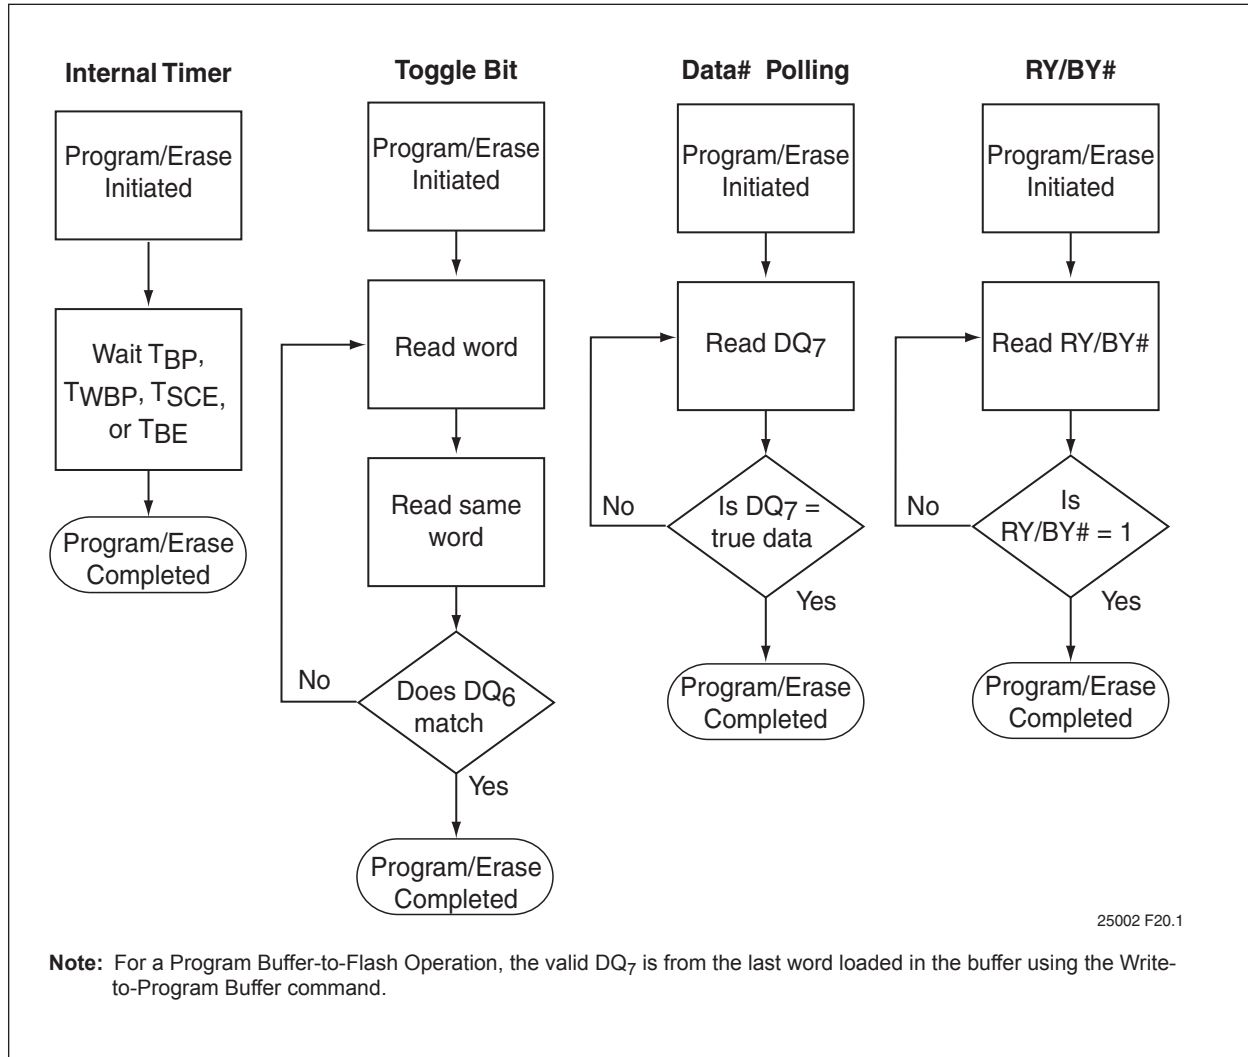 Internal Timer
Program/Erase
Initiated
Wait TBP,
TWBP, TSCE,
or TBE
Program/Erase
Completed
Toggle Bit
Program/Erase
Initiated
Read word
Read same
word
No
Does DQ6
match
Yes
Program/Erase
Completed
Data# Polling
Program/Erase
Initiated
Read DQ7
No
Is DQ7 =
true data
Yes
Program/Erase
Completed
RY/BY#
Program/Erase
Initiated
Read RY/BY#
No
Is
RY/BY# = 1
Yes
Program/Erase
Completed
25002 F20.1
Note: For a Program Buffer-to-Flash Operation, the valid DQ7 is from the last word loaded in the buffer using the Write-
to-Program Buffer command.